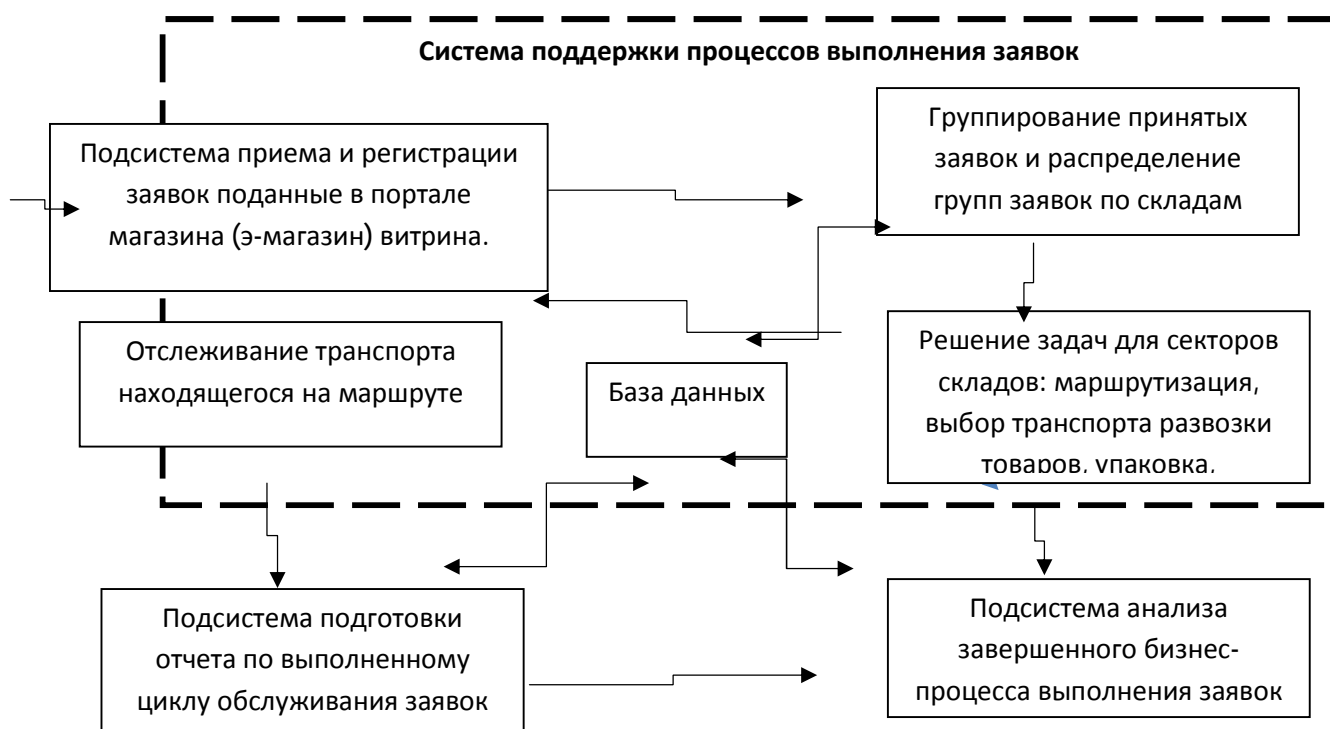 Система поддержки процессов выполнения заявок
Подсистема приема и регистрации
заявок поданные в портале
магазина (э-магазин) витрина.
Группирование принятых
заявок и распределение
групп заявок по складам
Отслеживание транспорта
находящегося на маршруте
База данных
Решение задач для секторов
складов: маршрутизация,
выбор транспорта развозки
товаров, упаковка.
Подсистема подготовки
отчета по выполненному
циклу обслуживания заявок
Подсистема анализа
завершенного бизнес-
процесса выполнения заявок